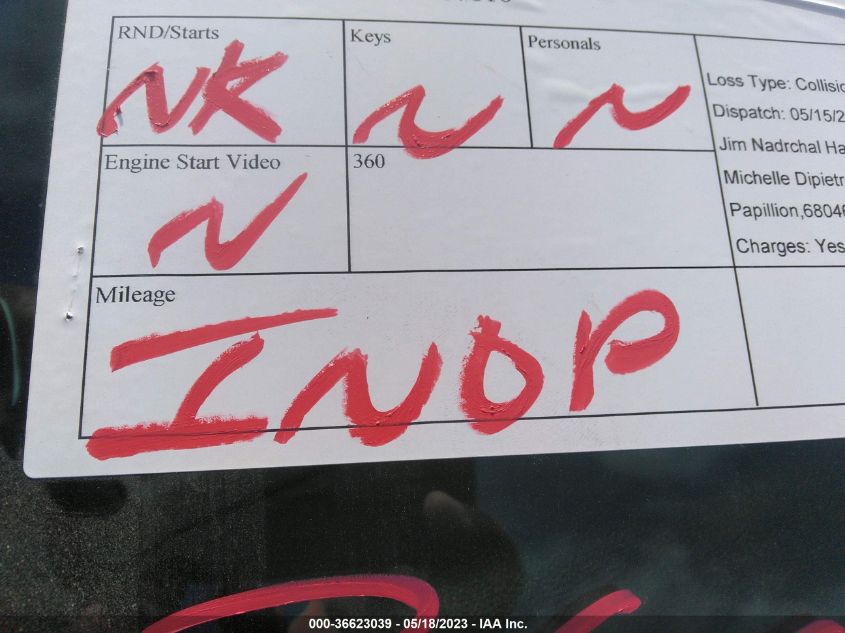 RND/Starts Keys Personals
NK N N
Loss Type: Collisio
Dispatch: 05/15/2
Jim Nadrchal Ha
Michelle Dipietr
Papillion,6804
Charges: Yes
Engine Start Video 360
N
Mileage
INOP
000-36623039 - 05/18/2023 - IAA Inc.